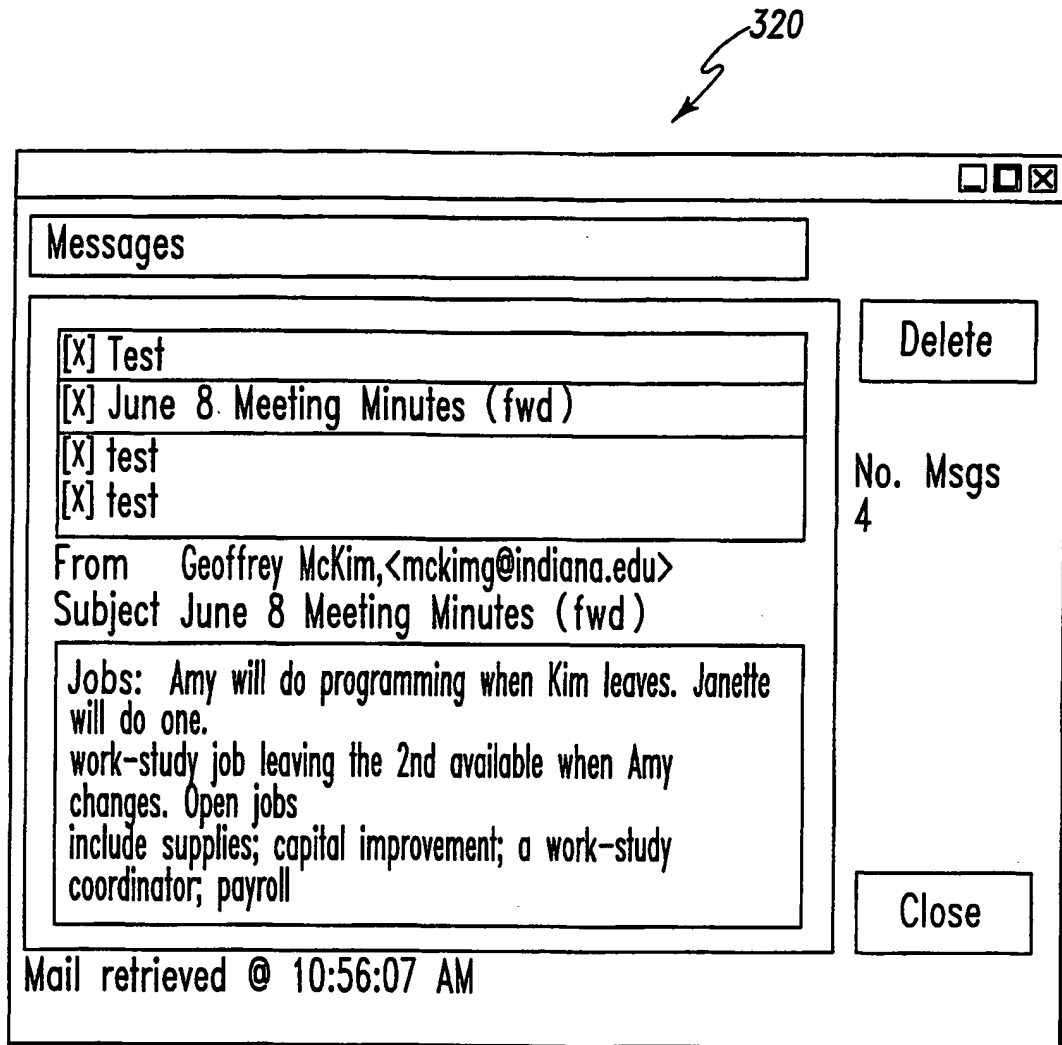 320
Messages
[X] Test
[X] June 8 Meeting Minutes (fwd)
[X] test
[X] test
Delete
No. Msgs
4
From Geoffrey McKim,<mckimg@indiana.edu>
Subject June 8 Meeting Minutes (fwd)
Jobs: Amy will do programming when Kim leaves. Janette
will do one.
work-study job leaving the 2nd available when Amy
changes. Open jobs
include supplies; capital improvement; a work-study
coordinator; payroll
Close
Mail retrieved @ 10:56:07 AM